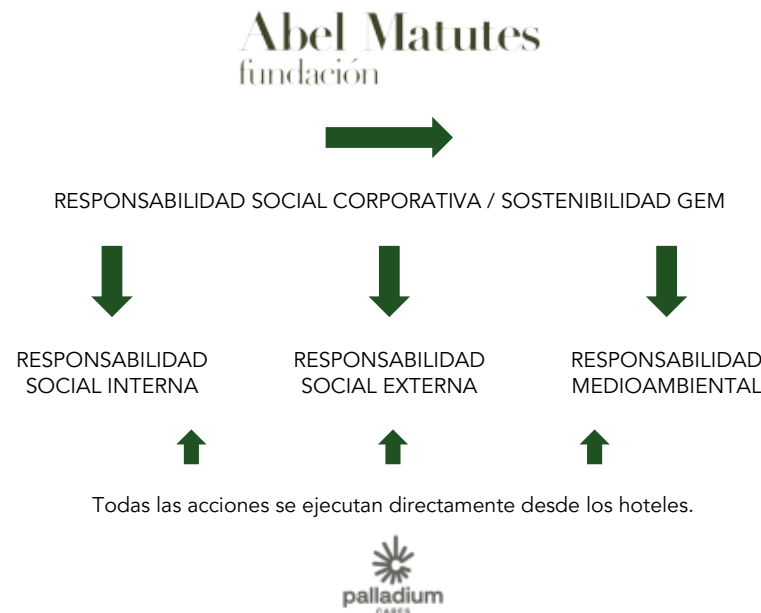 Abel Matutes
fundación
RESPONSABILIDAD SOCIAL CORPORATIVA / SOSTENIBILIDAD GEM
RESPONSABILIDAD
SOCIAL INTERNA
RESPONSABILIDAD
SOCIAL EXTERNA
RESPONSABILIDAD
MEDIOAMBIENTAL
Todas las acciones se ejecutan directamente desde los hoteles.
palladium
CARES